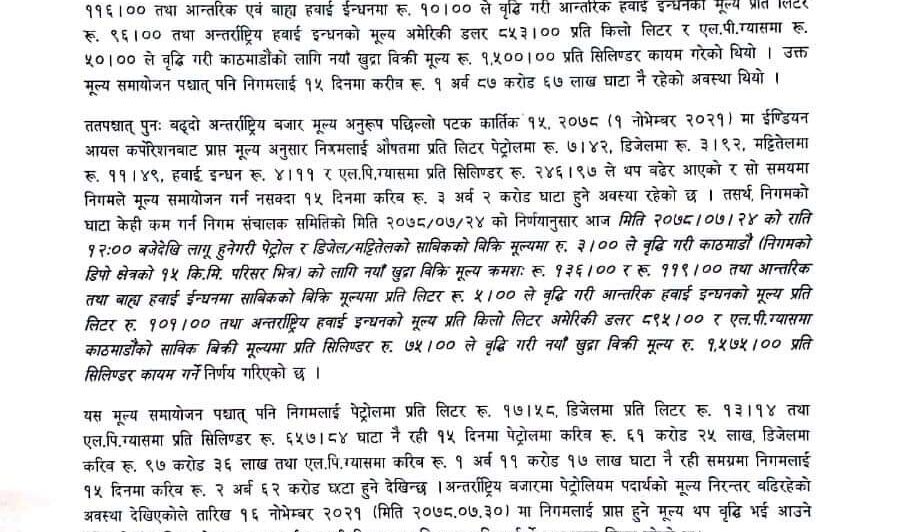 ११६।०० तथा आन्तरिक एवं बाह्य हवाई ईन्धनमा रू. १०।०० ले वृद्धि गरी आन्तरिक हवाई ईन्धनको मूल्य प्रति लिटर
रू. ९६।०० तथा अन्तर्राष्ट्रिय हवाई इन्धनको मूल्य अमेरिकी डलर ८५३।०० प्रति किलो लिटर र एल.पी.ग्यासमा रू.
५०।०० ले वृद्धि गरी काठमाडौंको लागि नयाँ खुद्रा विक्री मूल्य रू. १,५००।०० प्रति सिलिण्डर कायम गरेको थियो । उक्त
मूल्य समायोजन पश्चात् पनि निगमलाई १५ दिनमा करीव रू. १ अर्व ८७ करोड ६७ लाख घाटा नै रहेको अवस्था थियो ।
ततपश्चात् पुनः बढ्दो अन्तर्राष्ट्रिय बजार मूल्य अनुरूप पछिल्लो पटक कार्तिक १५, २०७८ (१ नोभेम्बर २०२१) मा ईण्डियन
आयल कर्पोरेशनबाट प्राप्त मूल्य अनुसार निगमलाई औषतमा प्रति लिटर पेट्रोलमा रू. ७।४२, डिजेलमा रू. ३।९२, मट्टितेलमा
रू. ११।४९, हवाई इन्धन रू. ४।११ र एल.पि.ग्यासमा प्रति सिलिण्डर रू. २४६।९७ ले थप बढेर आएको र सो समयमा
निगमले मूल्य समायोजन गर्न नसक्दा १५ दिनमा करिव रू. ३ अर्व २ करोड घाटा हुने अवस्था रहेको छ । तसर्थ, निगमको
घाटा केही कम गर्न निगम संचालक समितिको मिति २०७८/०७/२४ को निर्णयानुसार आज मिति २०७८।०७।२४ को राति
१२:०० बजेदेखि लागू हुनेगरी पेट्रोल र डिजेल/मट्टितेलको साबिकको विक्रि मूल्यमा रु. ३।०० ले वृद्धि गरी काठमाडौं (निगमको
डिपो क्षेत्रको १५ कि.मि. परिसर भित्र) को लागि नयाँ खुद्रा विक्रि मूल्य क्रमशः रू. १३६।०० र रू. ११९।०० तथा आन्तरिक
तथा बाह्य हवाई ईन्धनमा साबिकको बिक्रि मूल्यमा प्रति लिटर रू. ५।०० ले वृद्धि गरी आन्तरिक हवाई इन्धनको मूल्य प्रति
लिटर रु. १०१।०० तथा अन्तर्राष्ट्रिय हवाई इन्धनको मूल्य प्रति किलो लिटर अमेरिकी डलर ८९५।०० र एल.पी.ग्यासमा
काठमाडौंको साविक बिक्री मूल्यमा प्रति सिलिण्डर रु. ७५।०० ले वृद्धि गरी नयाँ खुद्रा विक्री मूल्य रु. १,५७५।०० प्रति
सिलिण्डर कायम गर्ने निर्णय गरिएको छ ।
यस मूल्य समायोजन पश्चात् पनि निगमलाई पेट्रोलमा प्रति लिटर रू. १७।५८, डिजेलमा प्रति लिटर रू. १३।१४ तथा
एल.पि.ग्यासमा प्रति सिलिण्डर रू. ६५७।८४ घाटा नै रही १५ दिनमा पेट्रोलमा करिव रू. ६१ करोड २५ लाख, डिजेलमा
करिव रू. ९७ करोड ३६ लाख तथा एल.पि.ग्यासमा करिव रू. १ अर्व ११ करोड १७ लाख घाटा नै रही समग्रमा निगमलाई
१५ दिनमा करिव रू. २ अर्व ६२ करोड घाटा हुने देखिन्छ ।अन्तर्राष्ट्रिय बजारमा पेट्रोलियम पदार्थको मूल्य निरन्तर बढिरहेको
अवस्था देखिएकोले तारिख १६ नोभेम्बर २०२१ (मिति २०७८.०७.३०) मा निगमलाई प्राप्त हुने मूल्य थप वृद्धि भई आउने